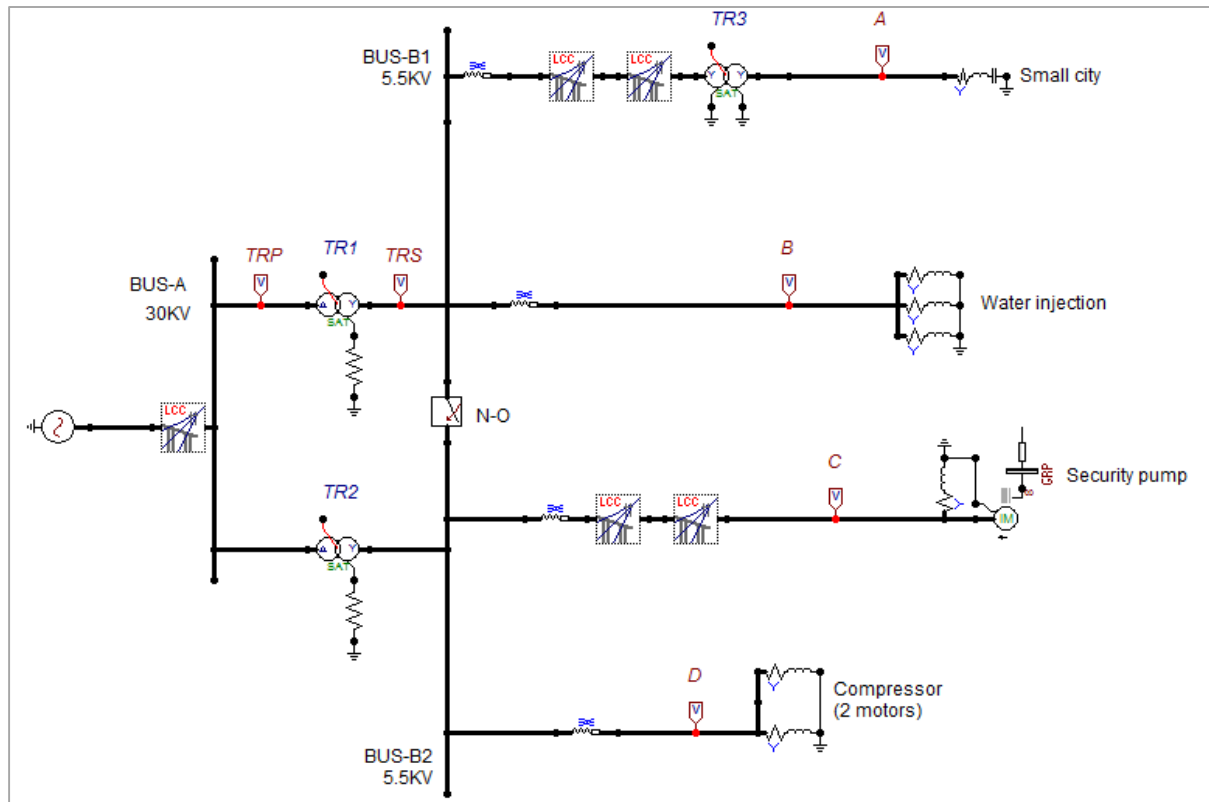 TR3
A
BUS-B1
5.5KV
LCC
LCC
Y
Y
SAT
V
Y
Small city
TRP
TR1
TRS
B
BUS-A
30KV
V
Δ
Y
SAT
V
V
Y
Y
Y
Water injection
LCC
N-O
TR2
C
V
GRP
Security pump
Δ
Y
SAT
LCC
LCC
Y
IM
D
V
Y
Y
Compressor
(2 motors)
BUS-B2
5.5KV